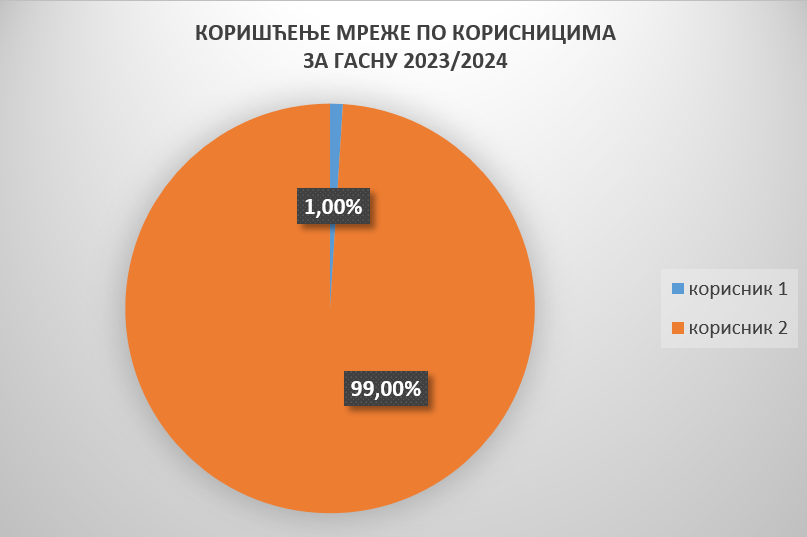 КОРИШЋЕЊЕ МРЕЖЕ ПО КОРИСНИЦИМА
ЗА ГАСНУ 2023/2024
1,00%
99,00%
корисник 1
корисник 2